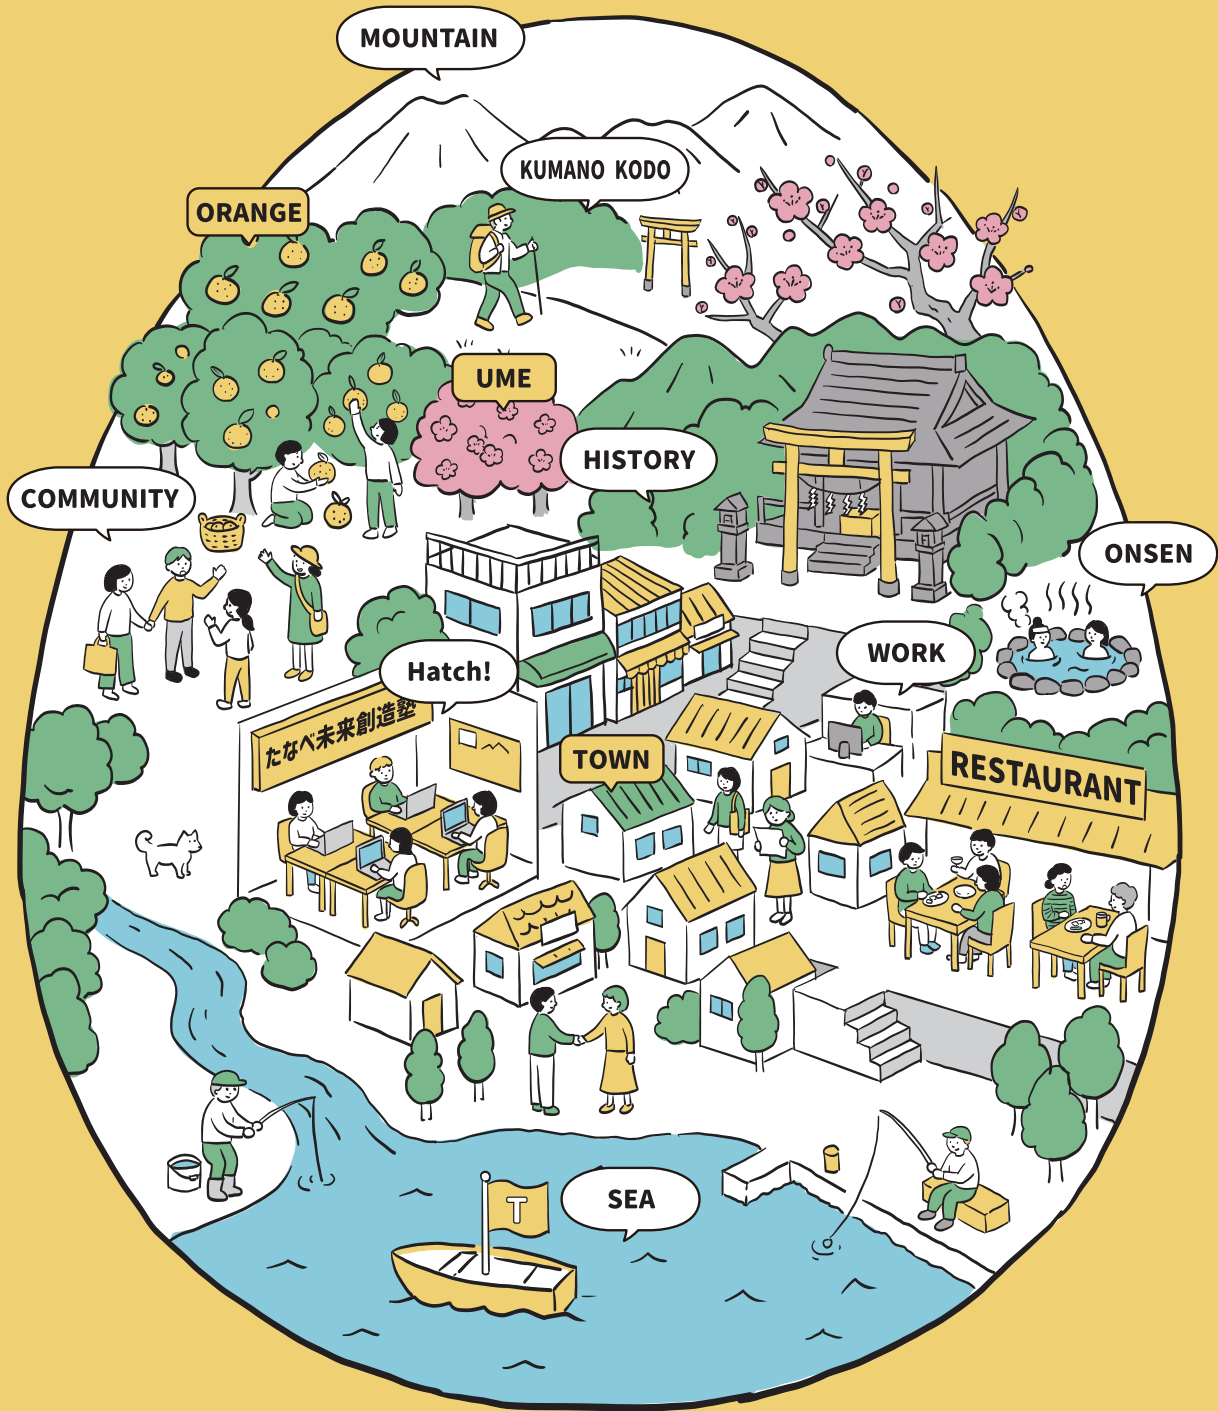 MOUNTAIN
KUMANO KODO
ORANGE
UME
HISTORY
COMMUNITY
ONSEN
WORK
Hatch!
たなべ未来創造塾
TOWN
RESTAURANT
SEA
T